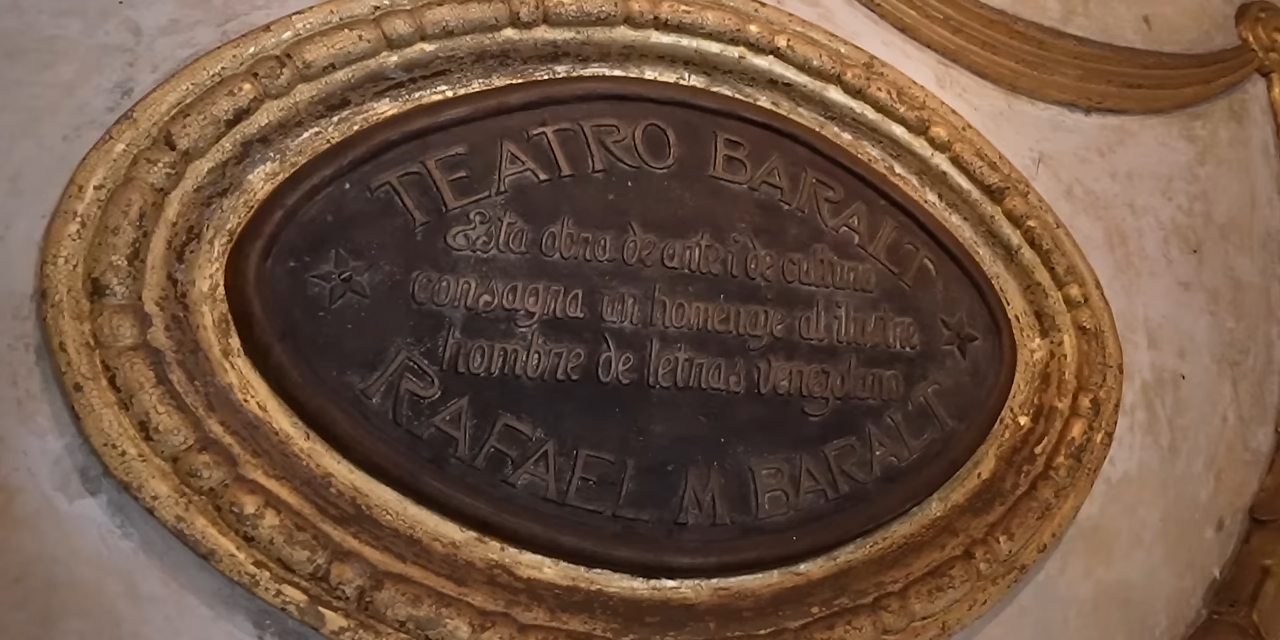 TEATRO BARALT
Esta obra de arte i de cultura
consagra un homenaje al ilustre
hombre de letras venezolano
RAFAEL M. BARALT